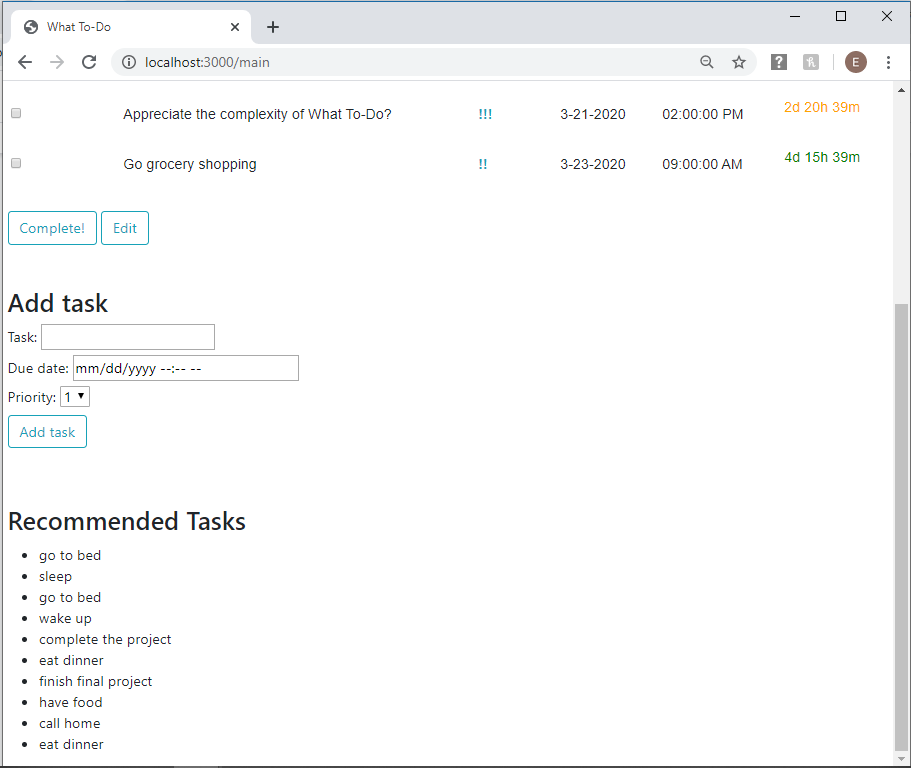 What To-Do
localhost:3000/main
E
Appreciate the complexity of What To-Do? !!! 3-21-2020 02:00:00 PM 2d 20h 39m
Go grocery shopping !! 3-23-2020 09:00:00 AM 4d 15h 39m
Complete! Edit
Add task
Task:
Due date: mm/dd/yyyy --:-- --
Priority: 1
Add task
Recommended Tasks
go to bed
sleep
go to bed
wake up
complete the project
eat dinner
finish final project
have food
call home
eat dinner